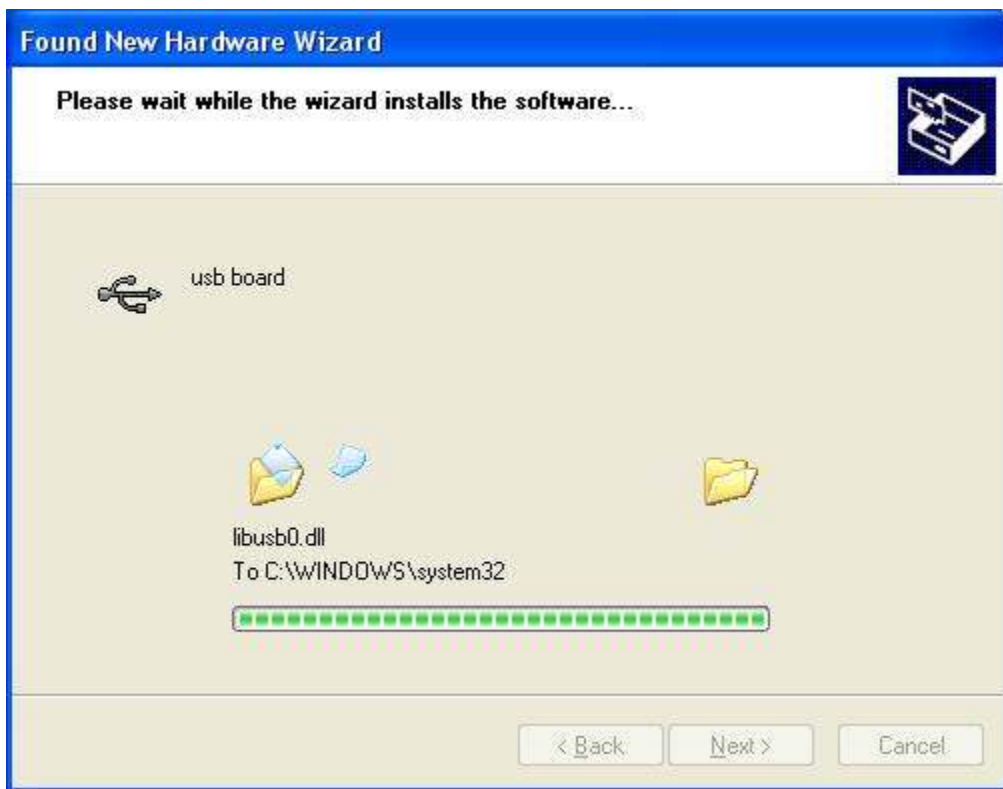 Found New Hardware Wizard
Please wait while the wizard installs the software...
usb board
libusb0.dll
To C:\WINDOWS\system32
< Back
Next >
Cancel